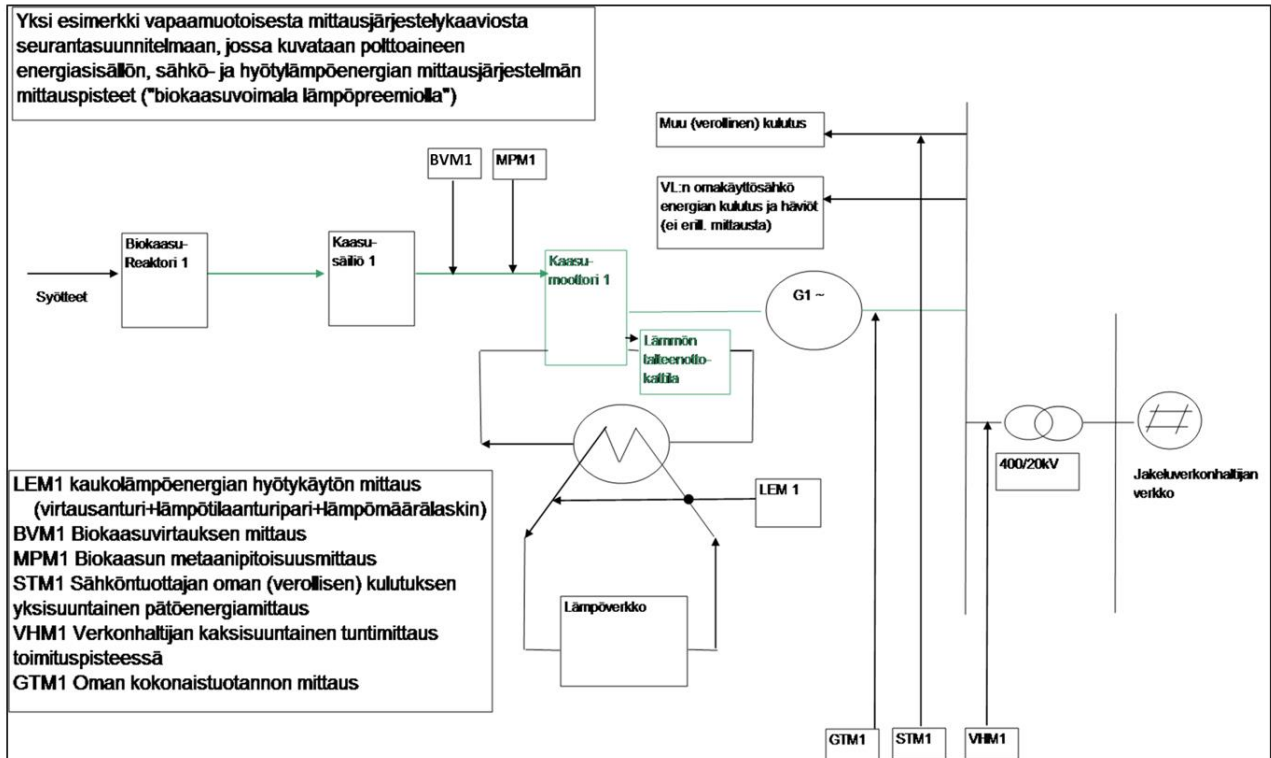 Yksi esimerkki vapaamuotoisesta mittausjärjestelykaaviosta
seurantasuunnitelmaan, jossa kuvataan polttoaineen
energiasisällön, sähkö- ja hyötylämpöenergian mittausjärjestelmän
mittauspisteet ("biokaasuvoimala lämpöpreemiolla")
Muu (verollinen) kulutus
BVM1
MPM1
VL:n omakäyttösähkö
energian kulutus ja häviöt
(ei erill. mittausta)
Biokaasu-
Reaktori 1
Kaasu-
säiliö 1
Kaasu-
moottori 1
Syötteet
G1 ~
Lämmön
talteenotto-
kattila
400/20kV
Jakeluverkonhaltijan
verkko
LEM 1
LEM1 kaukolämpöenergian hyötykäytön mittaus
(virtausanturi+lämpötilaanturipari+lämpömäärälaskin)
BVM1 Biokaasuvirtauksen mittaus
MPM1 Biokaasun metaanipitoisuusmittaus
STM1 Sähköntuottajan oman (verollisen) kulutuksen
yksisuuntainen pätöenergiamittaus
VHM1 Verkonhaltijan kaksisuuntainen tuntimittaus
toimituspisteessä
GTM1 Oman kokonaistuotannon mittaus
Lämpöverkko
GTM1
STM1
VHM1